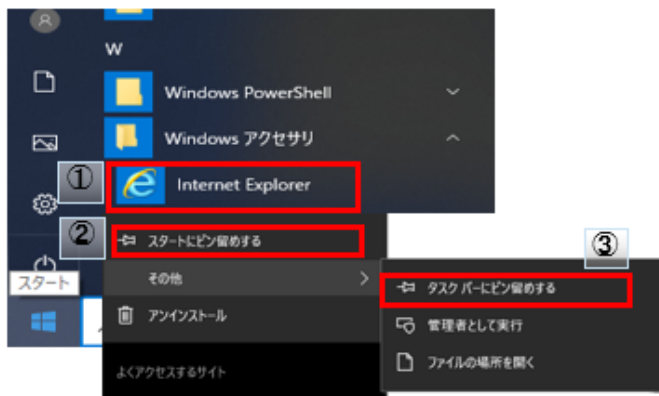 W
Windows PowerShell
Windows アクセサリ
①
Internet Explorer
②
スタートにピン留めする
③
その他
スタート
タスク バーにピン留めする
アンインストール
管理者として実行
よくアクセスするサイト
ファイルの場所を開く